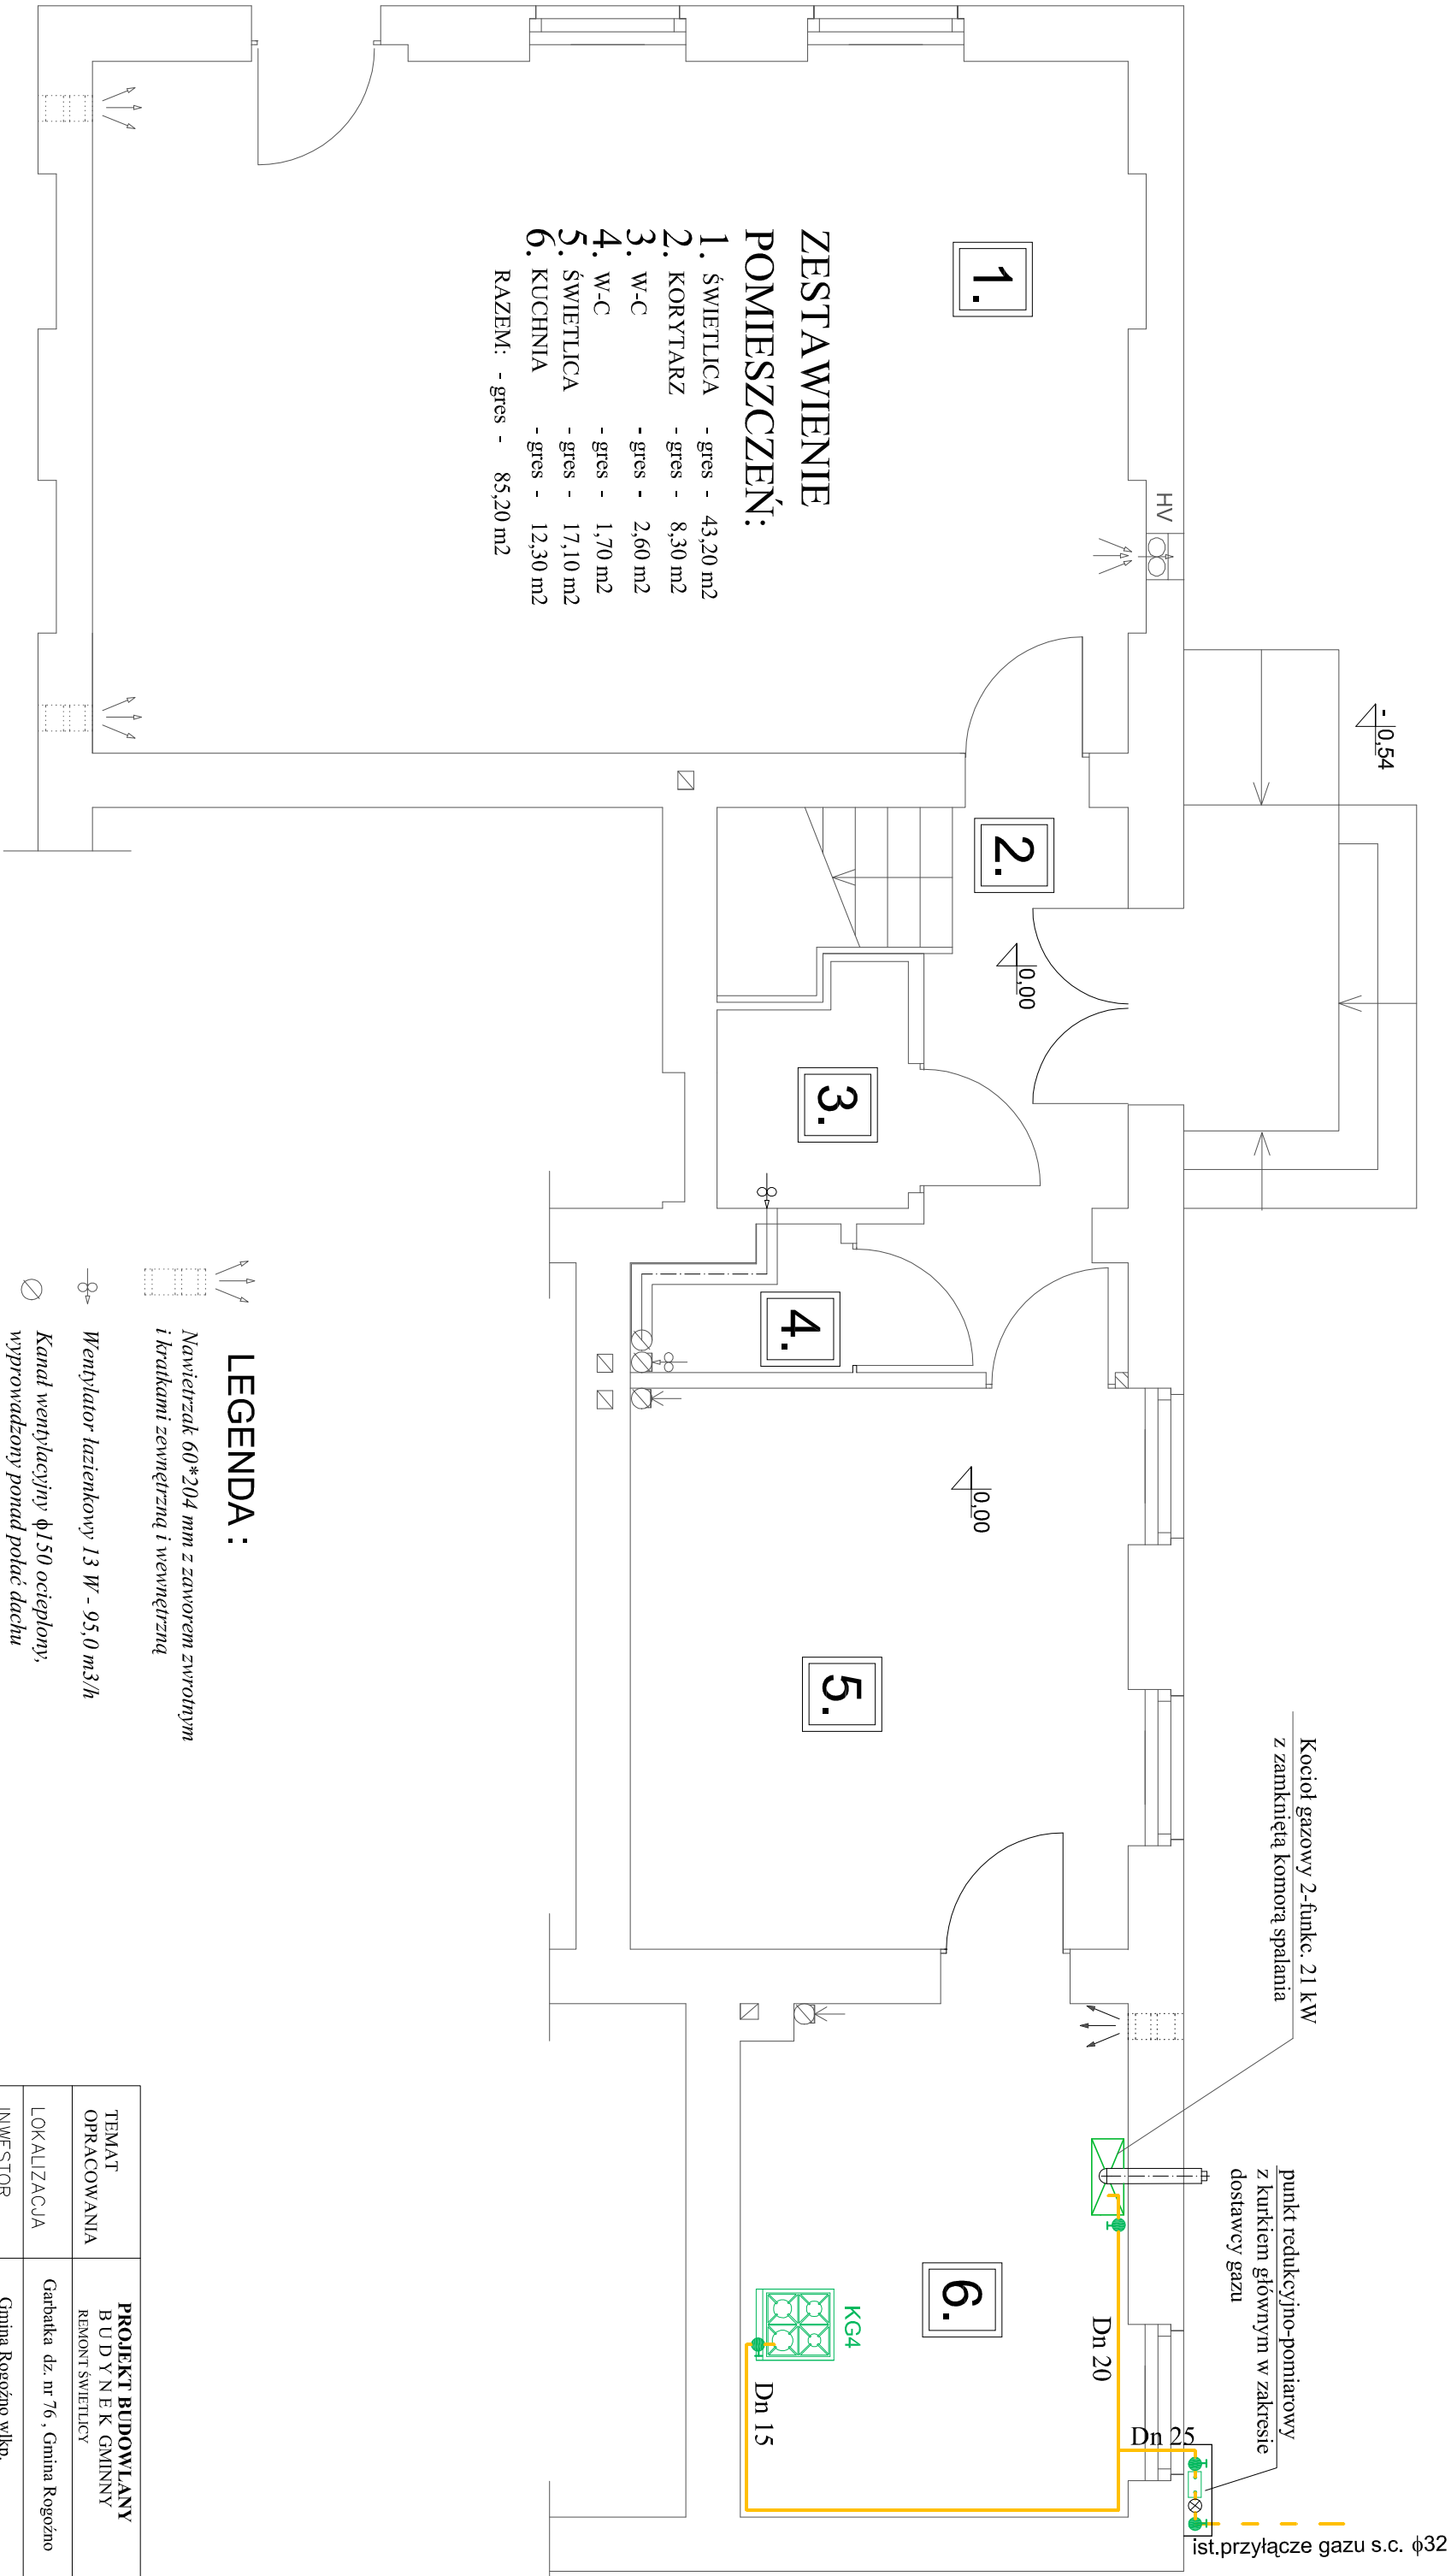 1.
ZESTAWIENIE
POMIESZCZEŃ:
1. ŚWIETLICA - gres - 43,20 m2
2. KORYTARZ - gres - 8,30 m2
3. W-C - gres - 2,60 m2
4. W-C - gres - 1,70 m2
5. ŚWIETLICA - gres - 17,10 m2
6. KUCHNIA - gres - 12,30 m2
RAZEM: - gres - 85,20 m2
HV
-0,54
2.
0,00
3.
4.
0,00
5.
Kocioł gazowy 2-funkc. 21 kW
z zamkniętą komorą spalania
punkt redukcyjno-pomiarowy
z kurkiem głównym w zakresie
dostawcy gazu
6.
KG4
Dn 20
Dn 15
Dn 25
ist.przyłącze gazu s.c. ϕ32
LEGENDA :
Nawietrzak 60*204 mm z zaworem zwrotnym
i kratkami zewnętrzną i wewnętrzną
Wentylator łazienkowy 13 W - 95,0 m3/h
Kanał wentylacyjny ϕ150 ocieplony,
wyprowadzony ponad połać dachu
TEMAT
OPRACOWANIA
PROJEKT BUDOWLANY
B U D Y N E K GMINNY
REMONT ŚWIETLICY
LOKALIZACJA
Garbatka dz. nr 76 , Gmina Rogoźno
INWESTOR
Gmina Rogoźno wlkp.